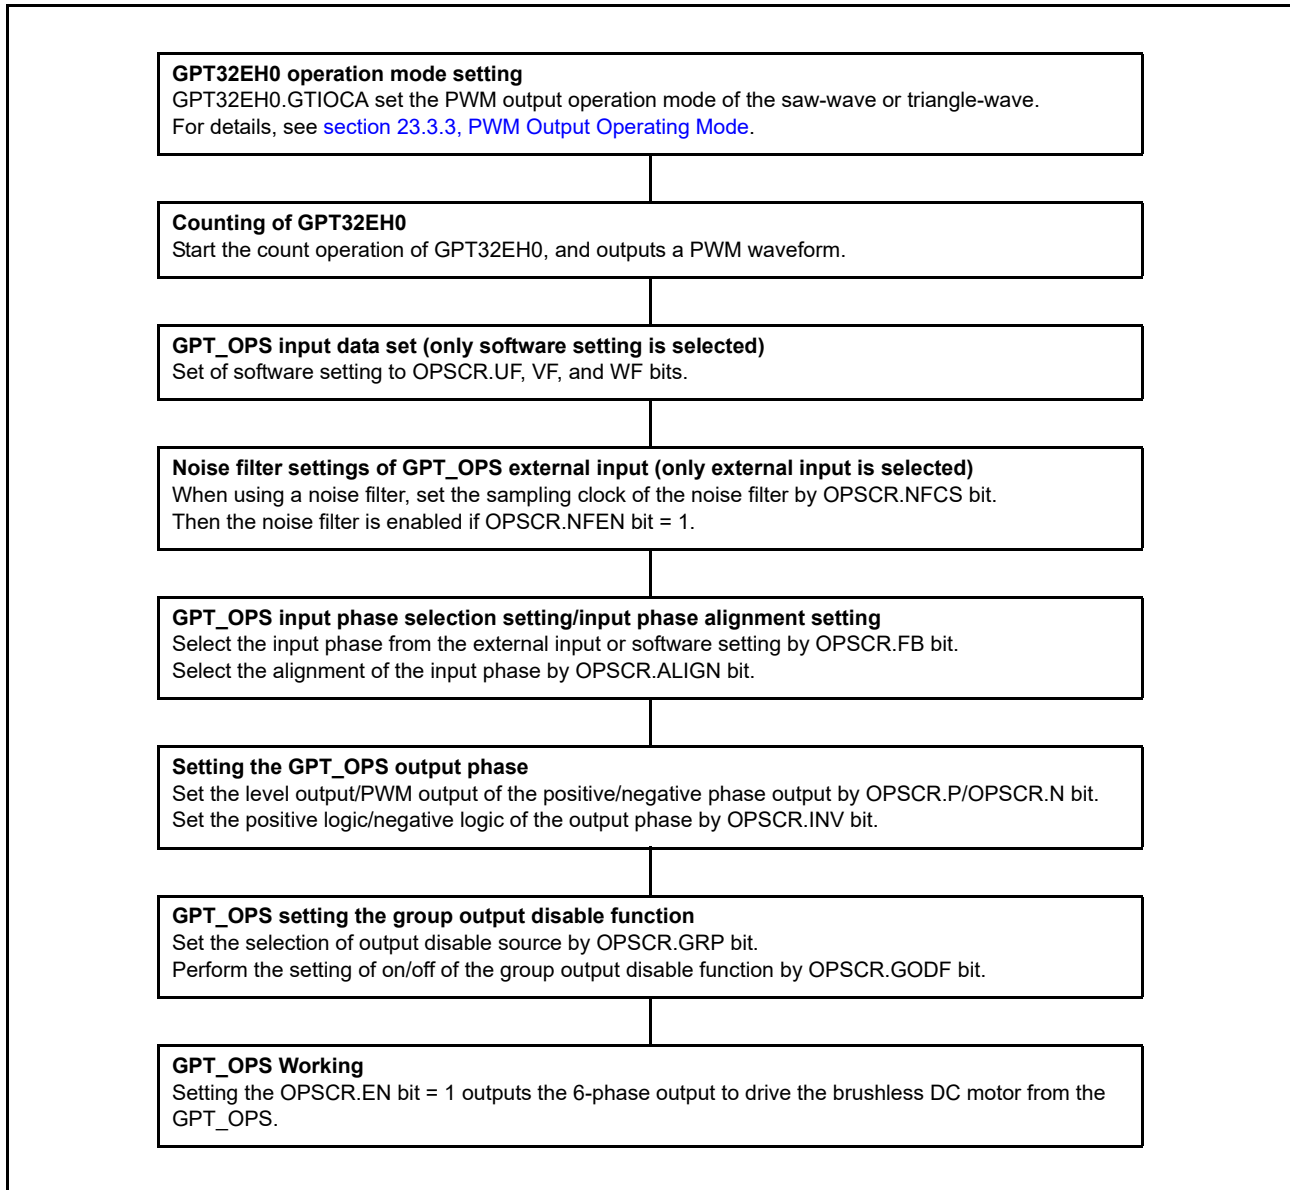 GPT32EH0 operation mode setting
GPT32EH0.GTIOCA set the PWM output operation mode of the saw-wave or triangle-wave.
For details, see section 23.3.3, PWM Output Operating Mode.
Counting of GPT32EH0
Start the count operation of GPT32EH0, and outputs a PWM waveform.
GPT_OPS input data set (only software setting is selected)
Set of software setting to OPSCR.UF, VF, and WF bits.
Noise filter settings of GPT_OPS external input (only external input is selected)
When using a noise filter, set the sampling clock of the noise filter by OPSCR.NFCS bit.
Then the noise filter is enabled if OPSCR.NFEN bit = 1.
GPT_OPS input phase selection setting/input phase alignment setting
Select the input phase from the external input or software setting by OPSCR.FB bit.
Select the alignment of the input phase by OPSCR.ALIGN bit.
Setting the GPT_OPS output phase
Set the level output/PWM output of the positive/negative phase output by OPSCR.P/OPSCR.N bit.
Set the positive logic/negative logic of the output phase by OPSCR.INV bit.
GPT_OPS setting the group output disable function
Set the selection of output disable source by OPSCR.GRP bit.
Perform the setting of on/off of the group output disable function by OPSCR.GODF bit.
GPT_OPS Working
Setting the OPSCR.EN bit = 1 outputs the 6-phase output to drive the brushless DC motor from the
GPT_OPS.